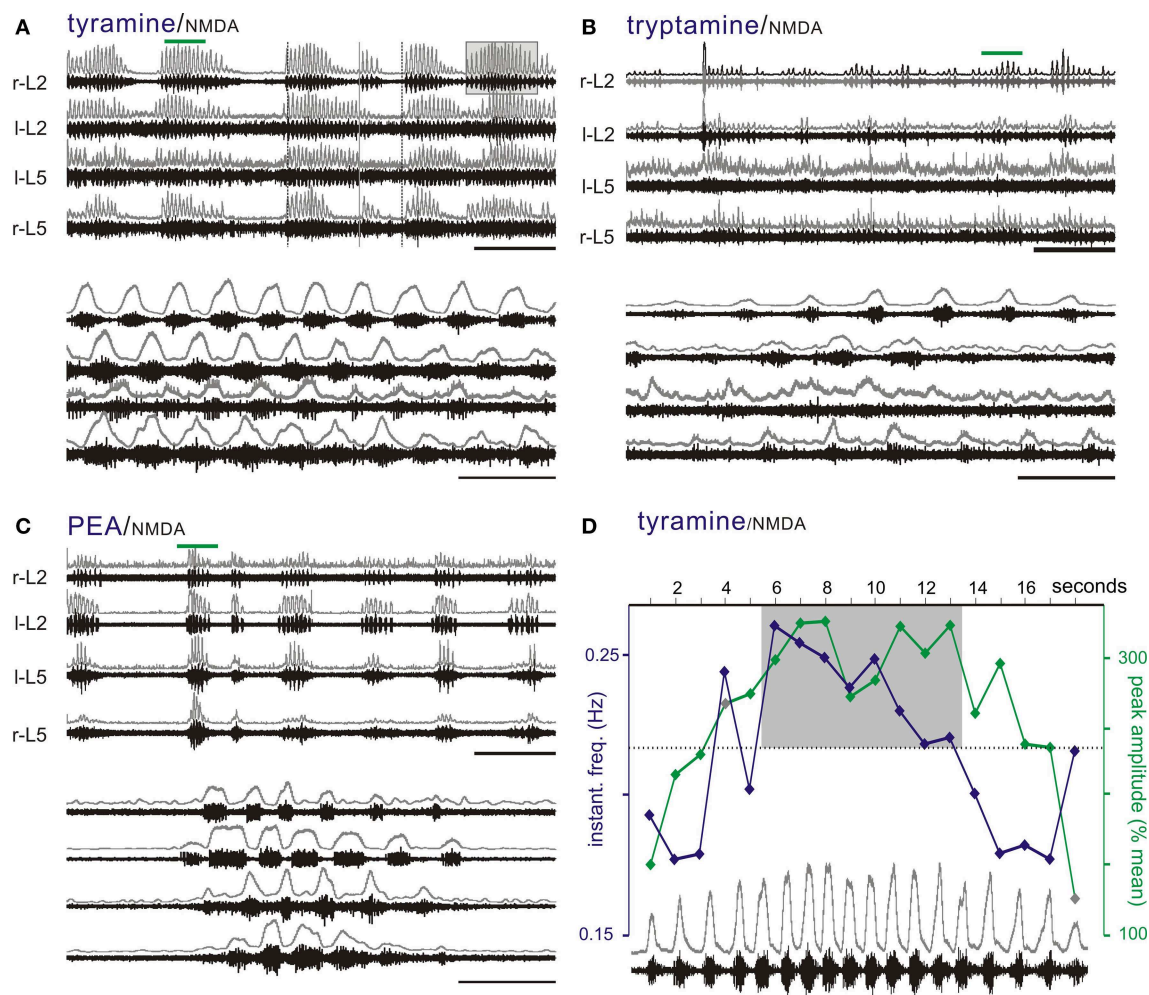 A tyramine/NMDA
r-L2
l-L2
l-L5
r-L5
B tryptamine/NMDA
r-L2
l-L2
l-L5
r-L5
C PEA/NMDA
r-L2
l-L2
l-L5
r-L5
D tyramine/NMDA
2 4 6 8 10 12 14 16 seconds
0.25
0.15
instant. freq. (Hz)
300
100
peak amplitude (% mean)